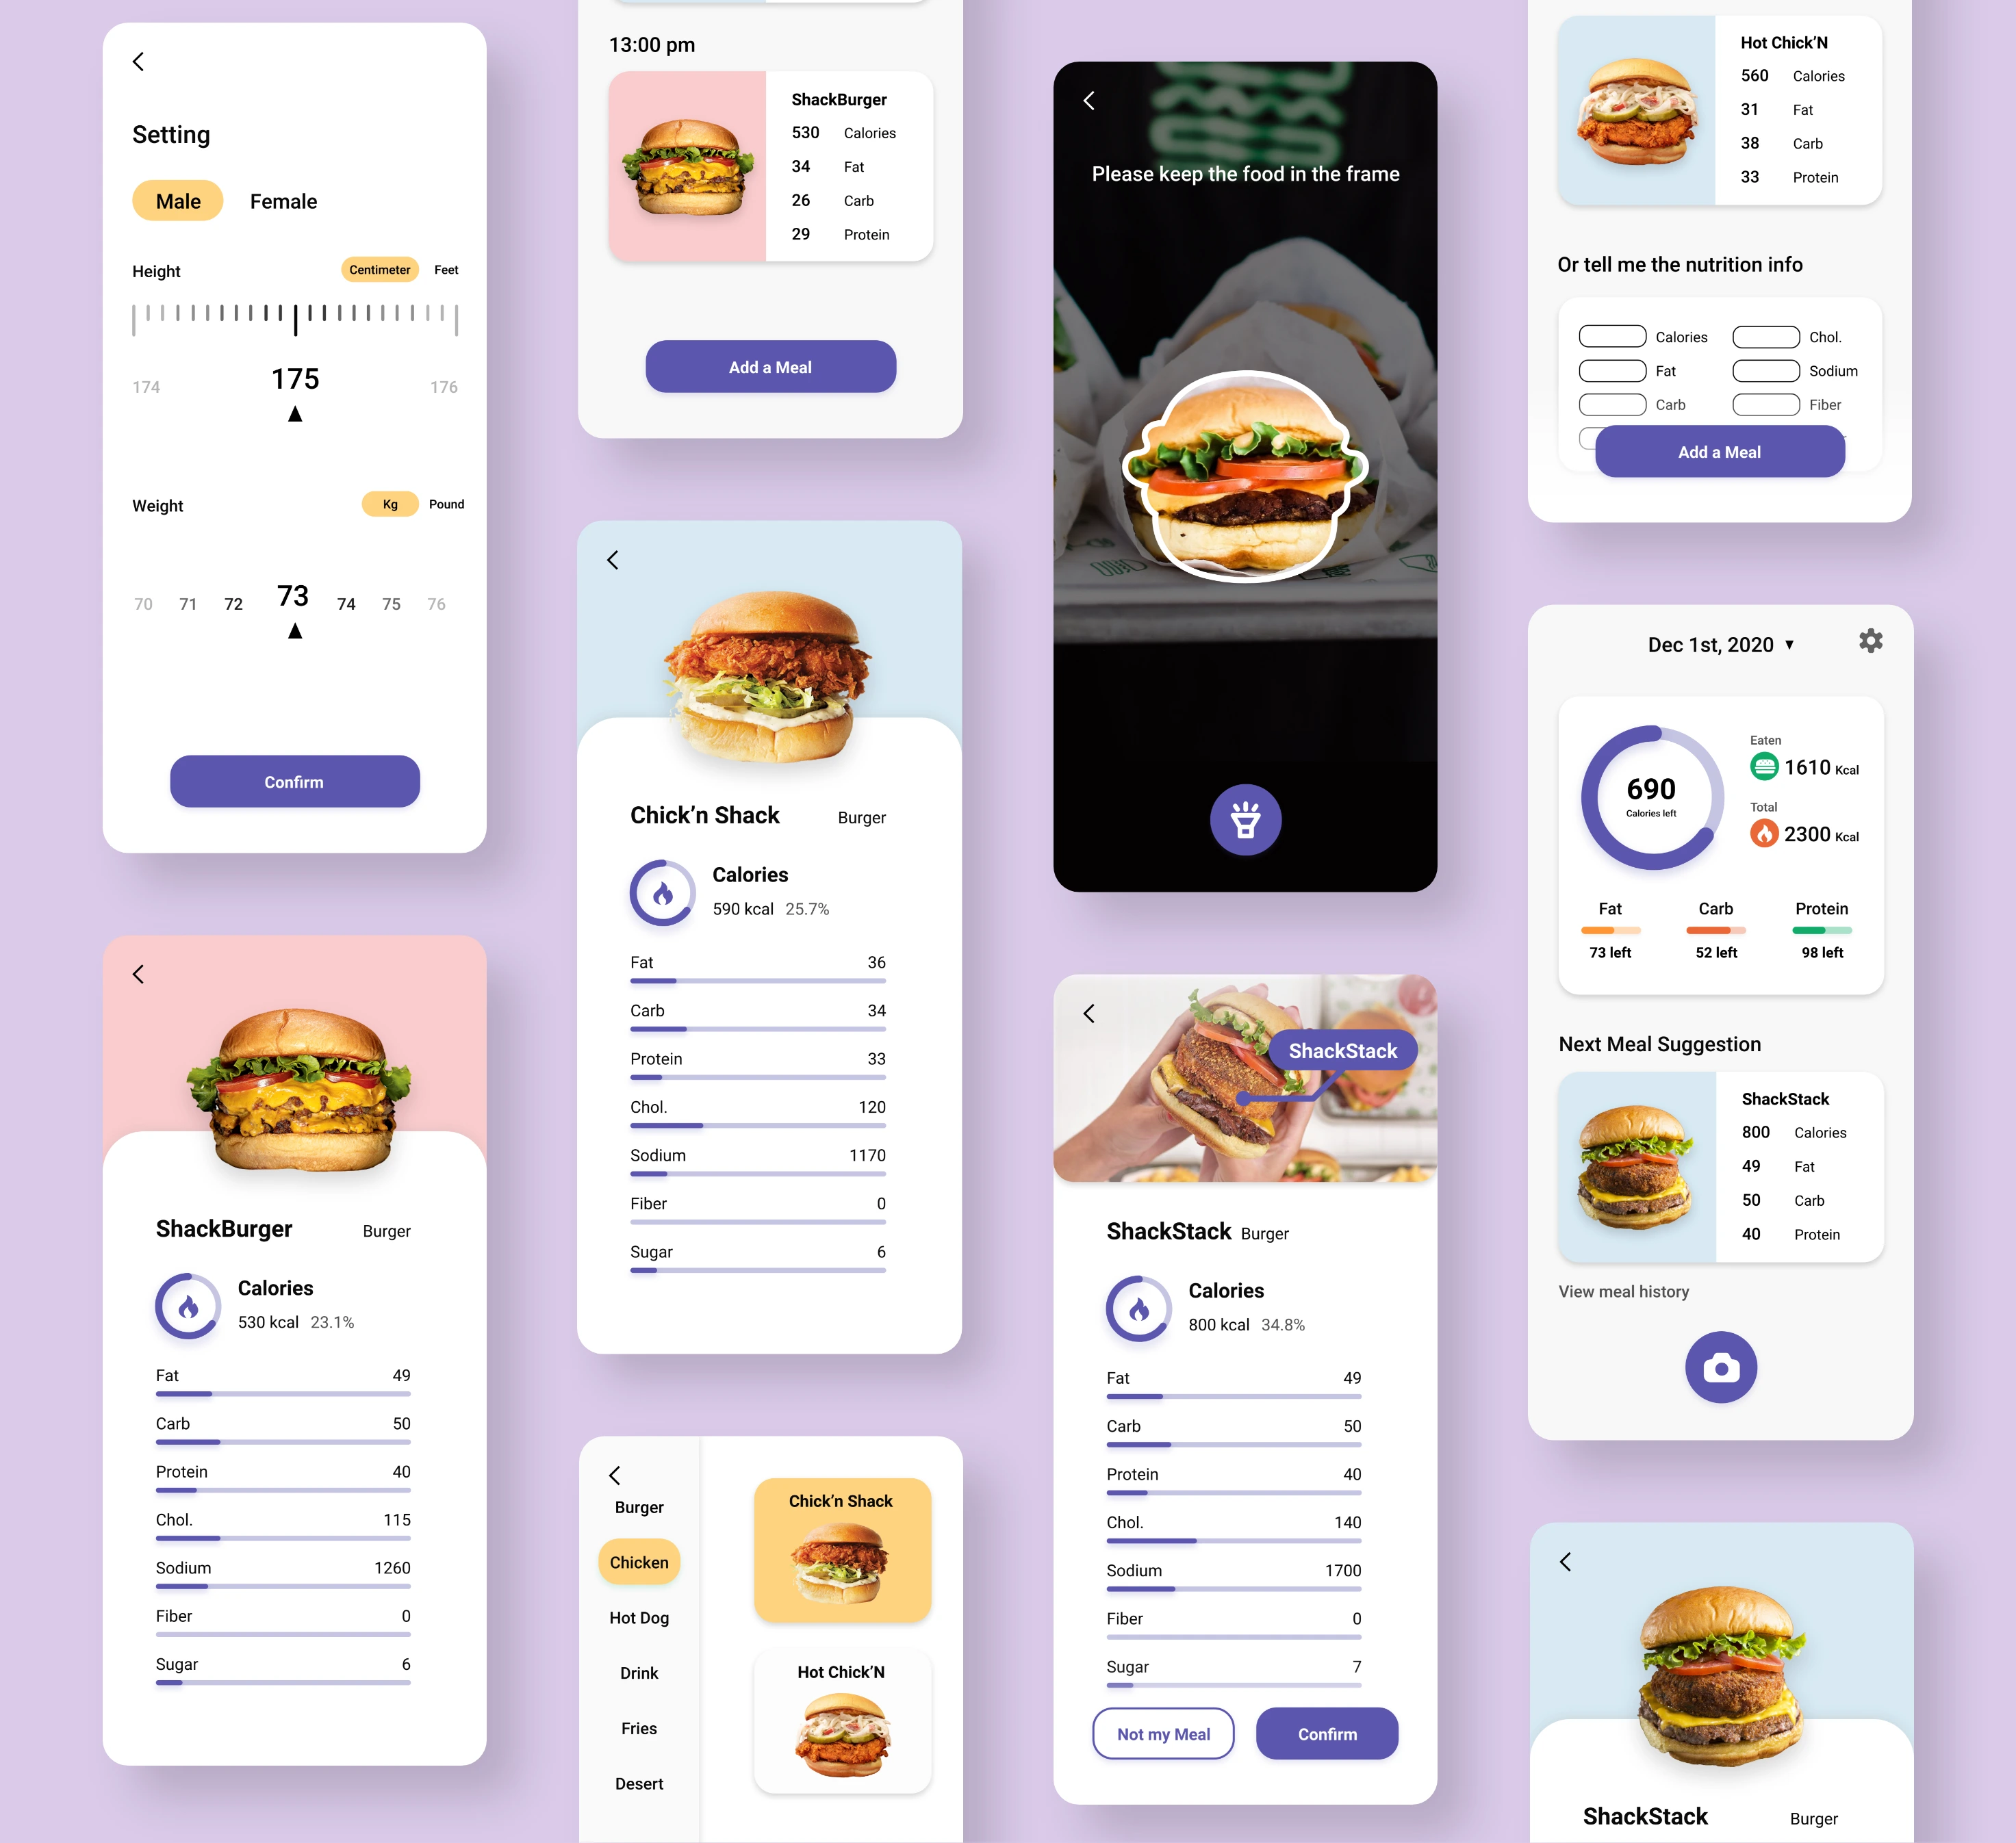 Setting
Male Female
Height Centimeter Feet
174 175 176
Weight Kg Pound
70 71 72 73 74 75 76
Confirm
ShackBurger Burger
Calories
530 kcal 23.1%
Fat 49
Carb 50
Protein 40
Chol. 115
Sodium 1260
Fiber 0
Sugar 6
13:00 pm
ShackBurger
530 Calories
34 Fat
26 Carb
29 Protein
Add a Meal
Chick’n Shack Burger
Calories
590 kcal 25.7%
Fat 36
Carb 34
Protein 33
Chol. 120
Sodium 1170
Fiber 0
Sugar 6
Burger
Chicken
Hot Dog
Drink
Fries
Desert
Chick’n Shack
Hot Chick’N
Please keep the food in the frame
ShackStack
ShackStack Burger
Calories
800 kcal 34.8%
Fat 49
Carb 50
Protein 40
Chol. 140
Sodium 1700
Fiber 0
Sugar 7
Not my Meal Confirm
Hot Chick’N
560 Calories
31 Fat
38 Carb
33 Protein
Or tell me the nutrition info
Calories Chol.
Fat Sodium
Carb Fiber
Add a Meal
Dec 1st, 2020
690
Calories left
Eaten
1610 Kcal
Total
2300 Kcal
Fat Carb Protein
73 left 52 left 98 left
Next Meal Suggestion
ShackStack
800 Calories
49 Fat
50 Carb
40 Protein
View meal history
ShackStack Burger